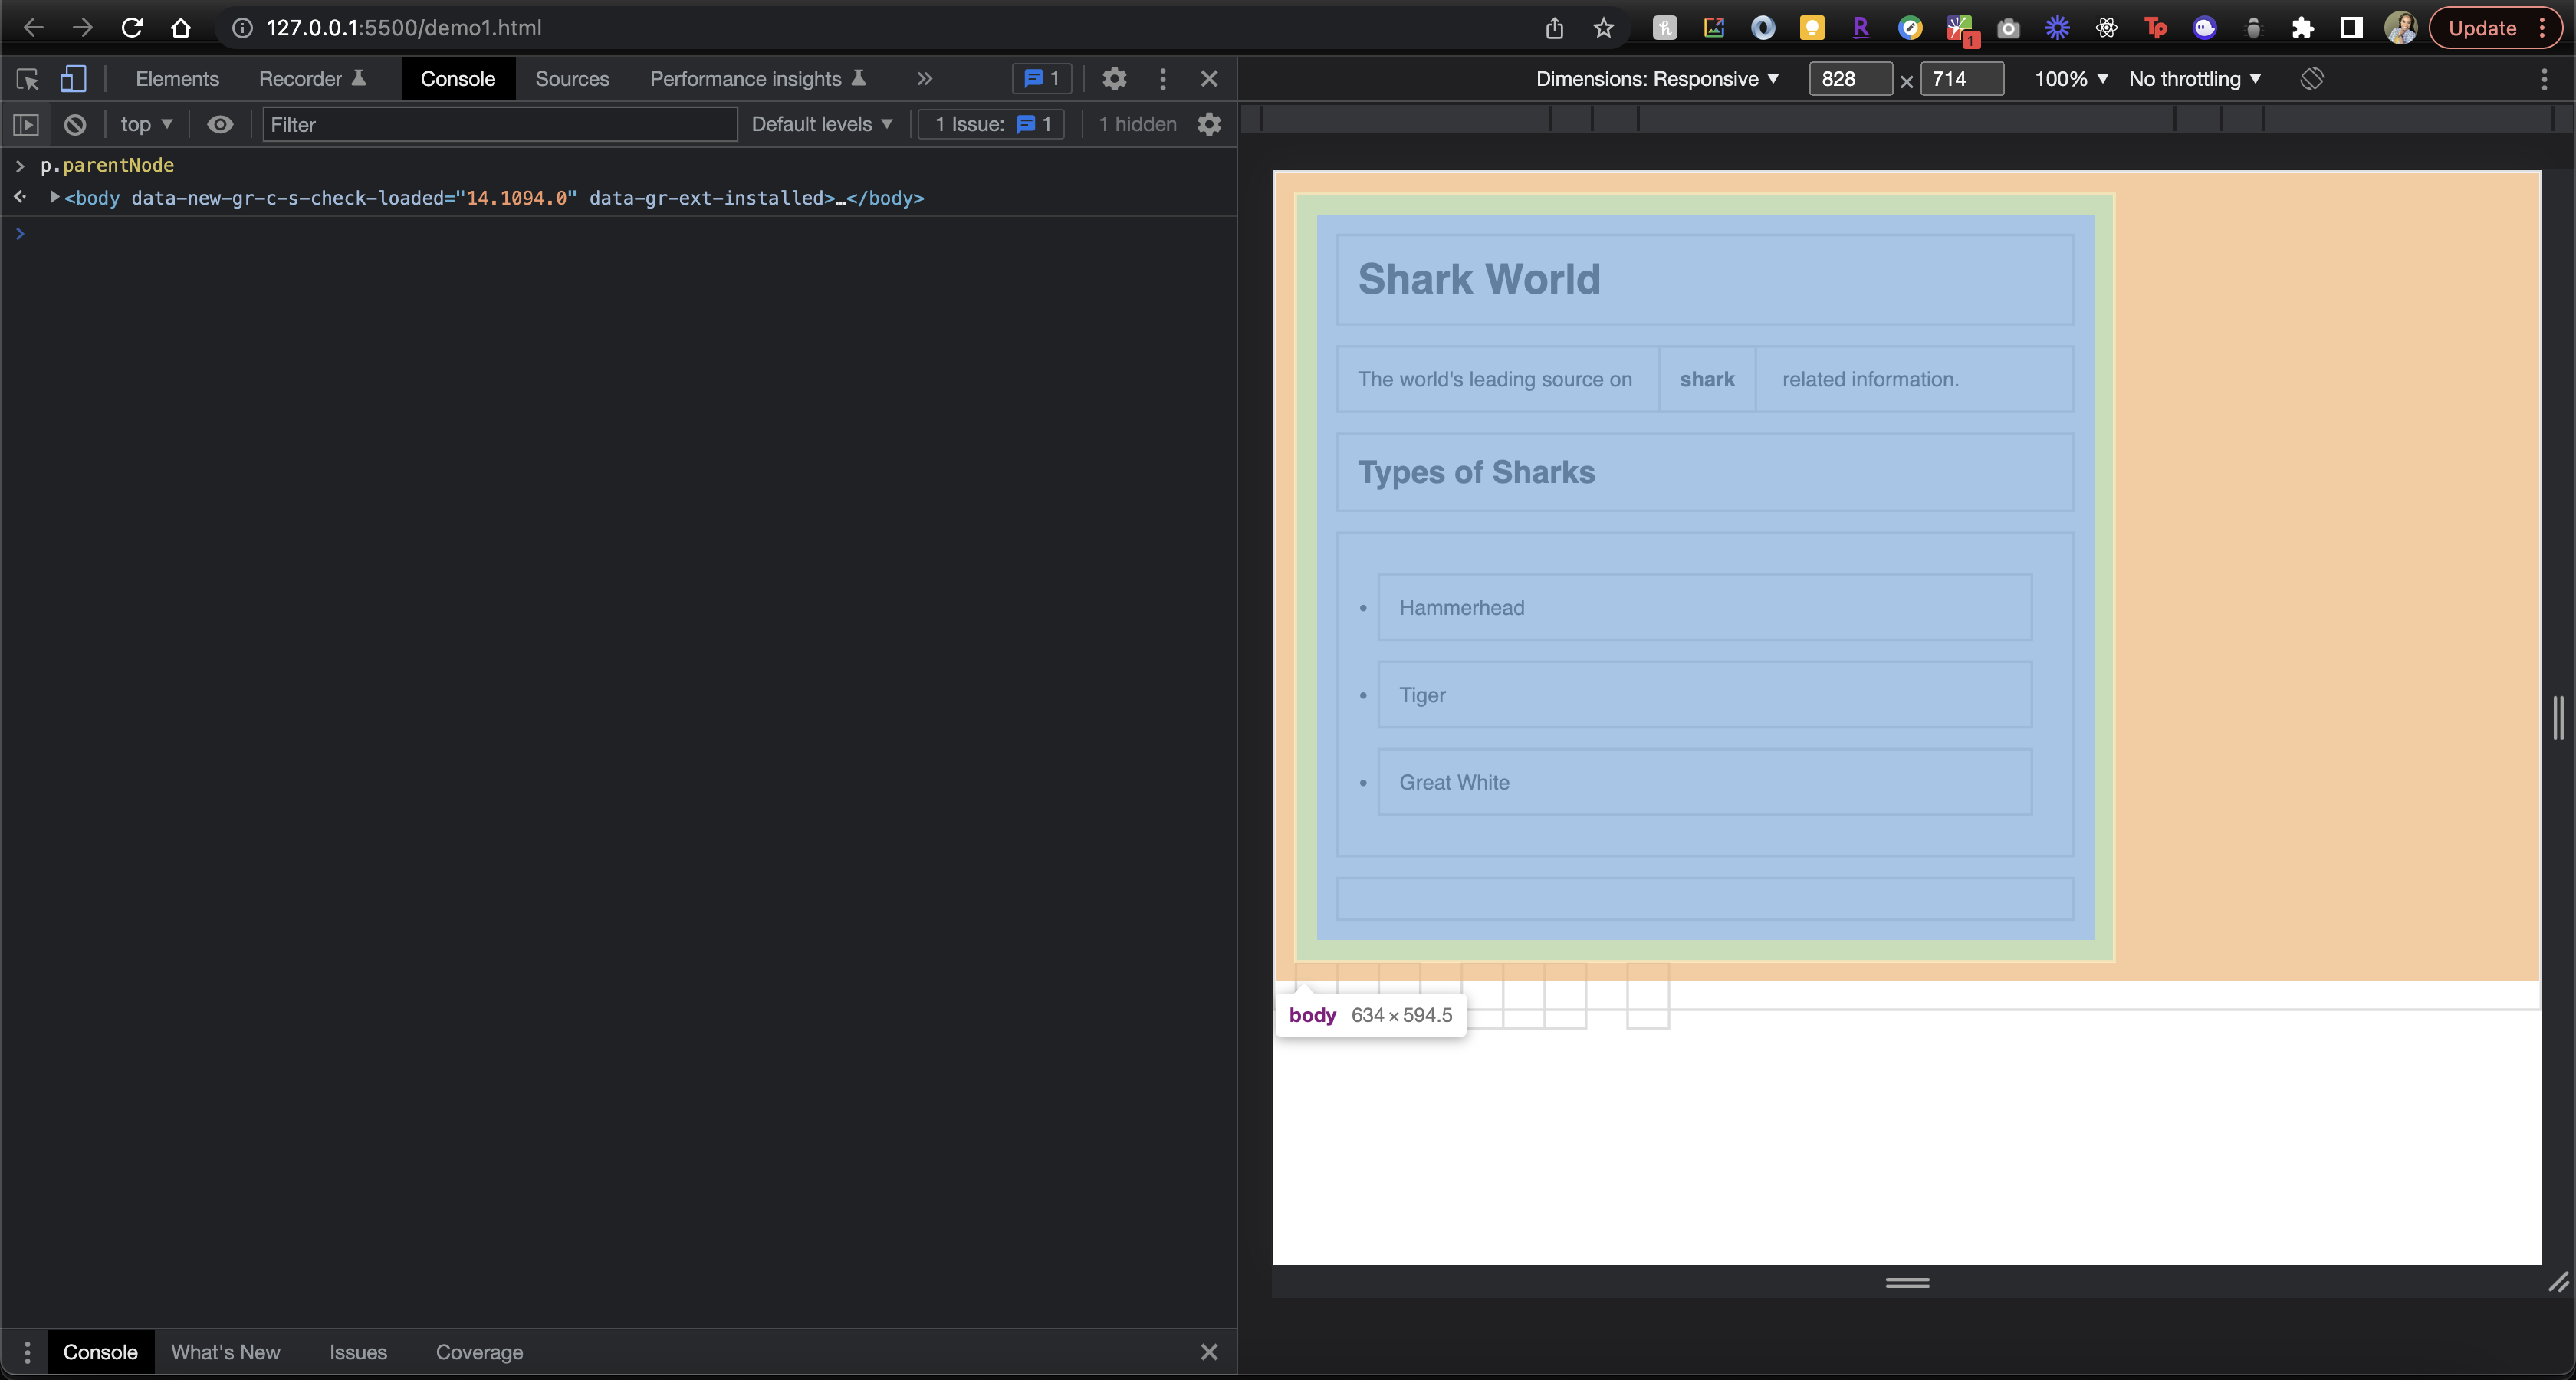 127.0.0.1:5500/demo1.html
1
Update
Elements Recorder Console Sources Performance insights » 1
Dimensions: Responsive ▼ 828 × 714 100% ▼ No throttling ▼
top ▼ Filter Default levels ▼ 1 Issue: 1 1 hidden
p.parentNode
<body data-new-gr-c-s-check-loaded="14.1094.0" data-gr-ext-installed>…</body>
Shark World
The world's leading source on shark related information.
Types of Sharks
• Hammerhead
• Tiger
• Great White
body 634 × 594.5
Console What's New Issues Coverage